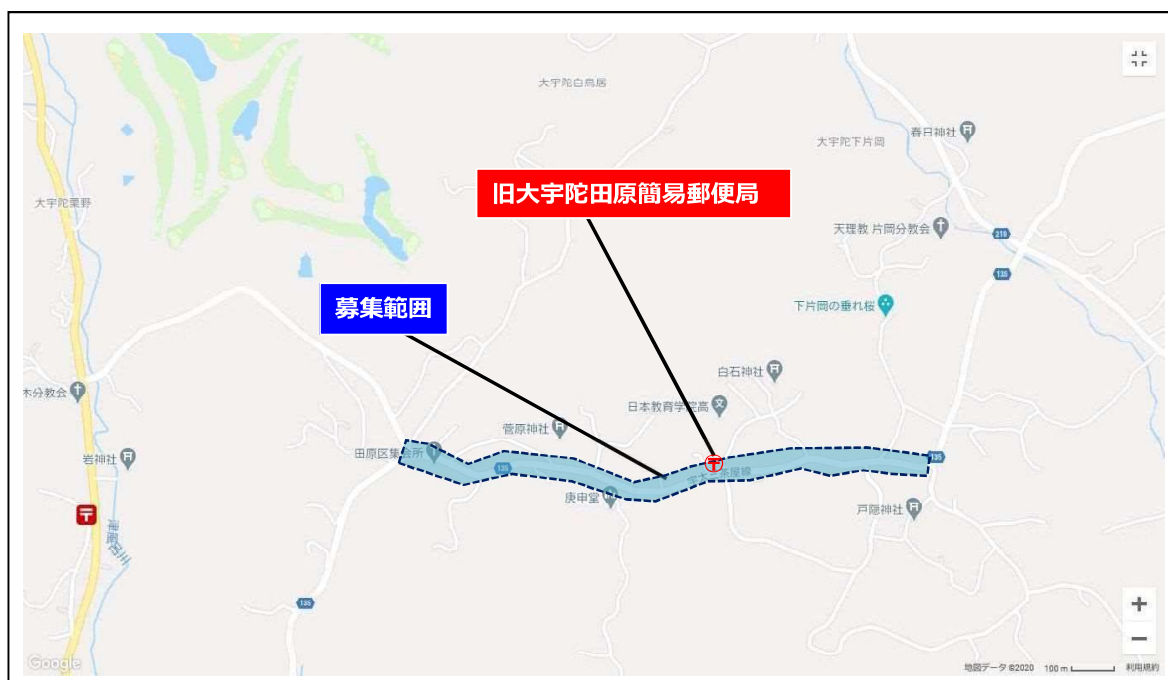 大宇陀白鳥居
春日神社
大宇陀下片岡
旧大宇陀田原簡易郵便局
大宇陀栗野
天理教 片岡分教会
219
135
募集範囲
下片岡の垂れ桜
白石神社
木分教会
日本教育学院高
菅原神社
田原区集会所
岩神社
135
135
庚申堂
戸隠神社
津風呂川
135
Google
地図データ ©2020
100 m
利用規約